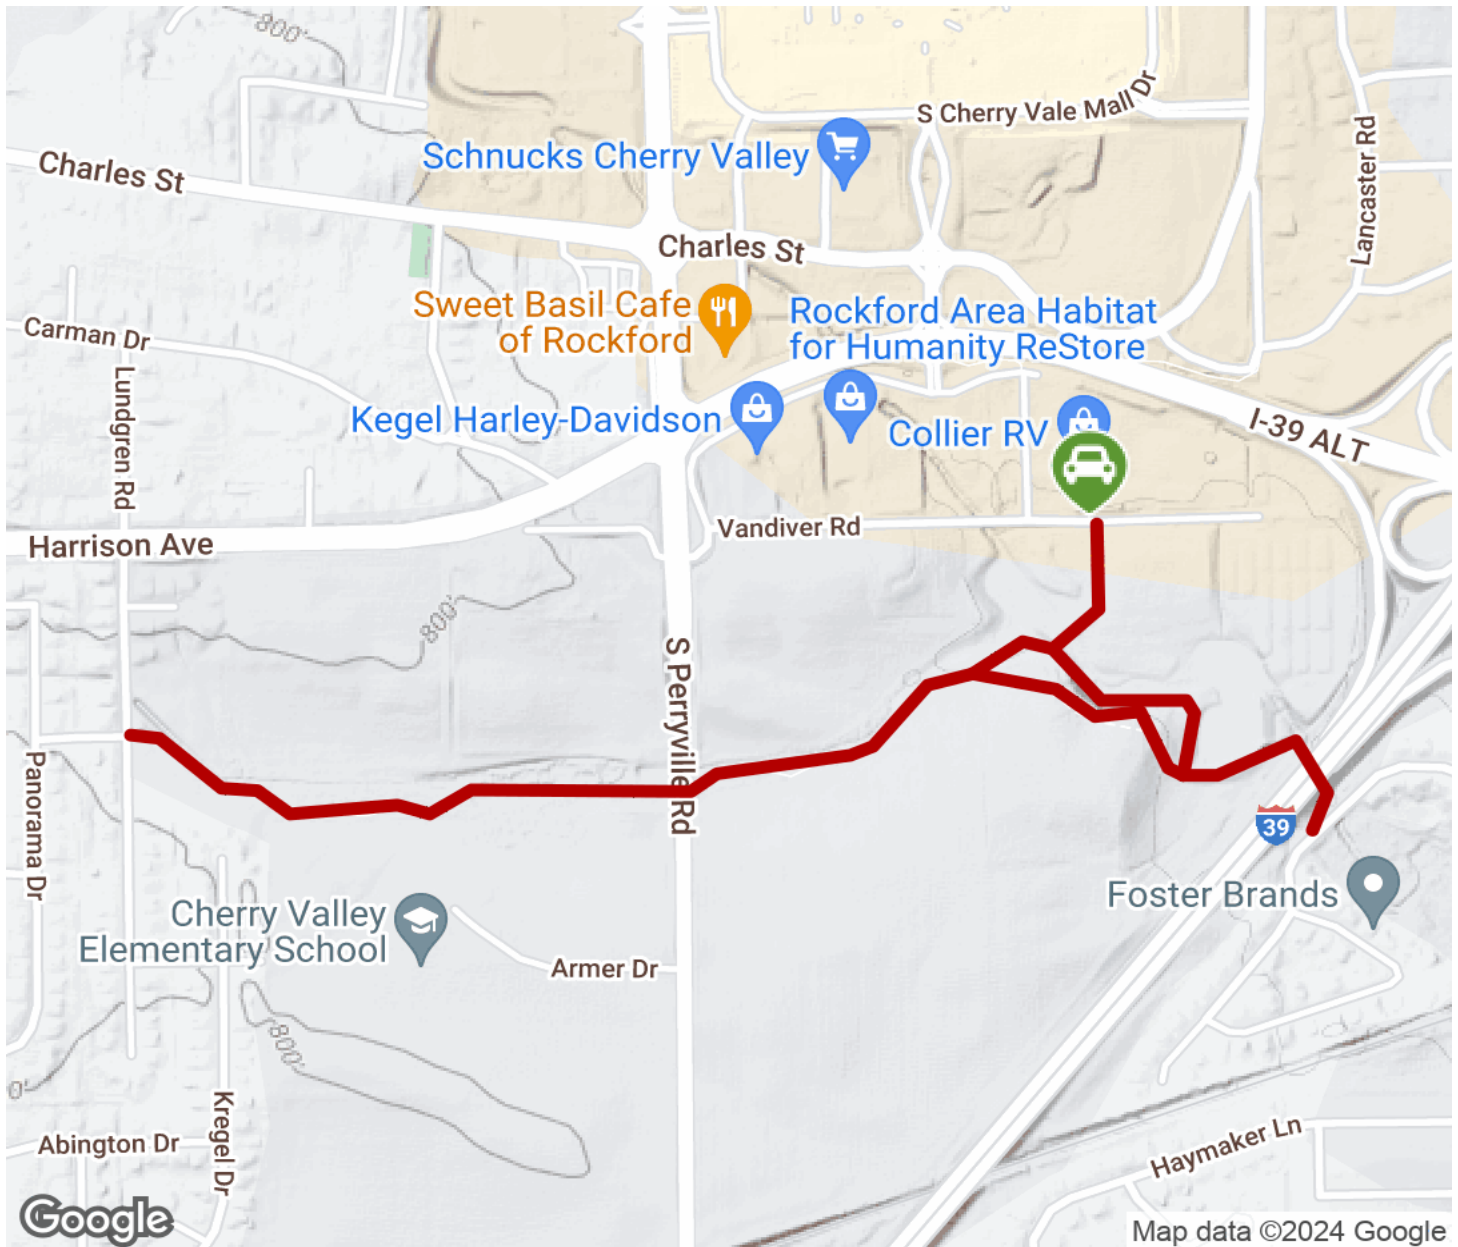 800'
S Cherry Vale Mall Dr
Schnucks Cherry Valley
Charles St
Lancaster Rd
Charles St
Sweet Basil Cafe
of Rockford
Rockford Area Habitat
for Humanity ReStore
Carman Dr
Lundgren Rd
Kegel Harley-Davidson
Collier RV
I-39 ALT
Vandiver Rd
Harrison Ave
800'
S Perryville Rd
Panorama Dr
39
Foster Brands
Cherry Valley
Elementary School
Armer Dr
800'
0'
Kregel Dr
Abington Dr
Haymaker Ln
Google
Map data ©2024 Google